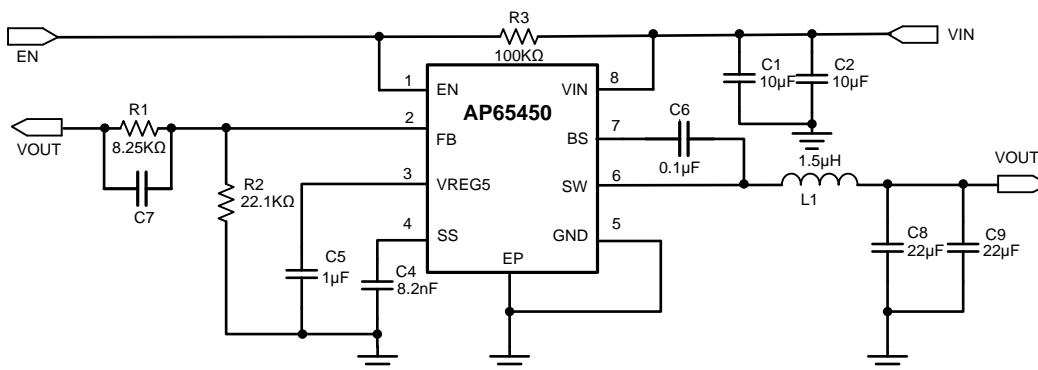 EN
R3
100KΩ
VIN
C1
10µF
C2
10µF
1
EN
VIN
8
AP65450
R1
8.25KΩ
VOUT
C7
2
FB
BS
7
C6
0.1µF
R2
22.1KΩ
3
VREG5
SW
6
1.5µH
L1
VOUT
4
SS
GND
5
EP
C5
1µF
C4
8.2nF
C8
22µF
C9
22µF